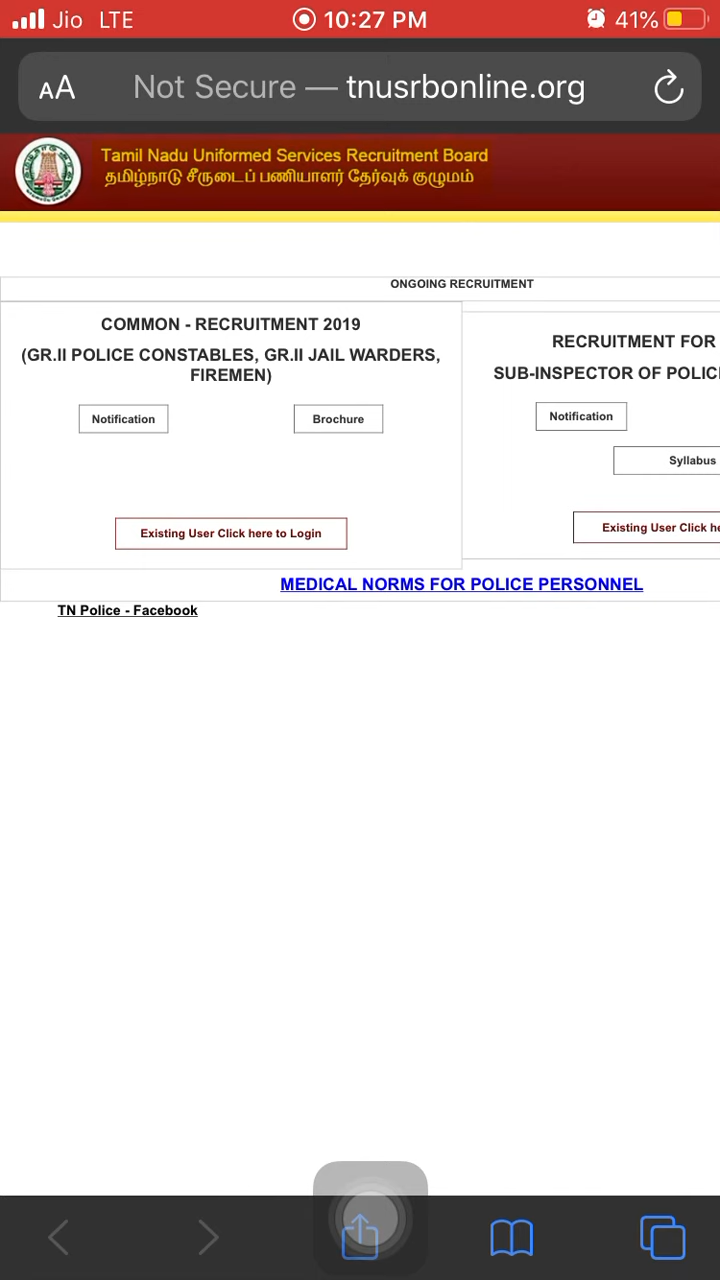 Jio LTE 10:27 PM 41%
AA Not Secure — tnusrbonline.org
Tamil Nadu Uniformed Services Recruitment Board
தமிழ்நாடு சீருடைப் பணியாளர் தேர்வுக் குழுமம்
ONGOING RECRUITMENT
COMMON - RECRUITMENT 2019
(GR.II POLICE CONSTABLES, GR.II JAIL WARDERS,
FIREMEN)
Notification Brochure
Existing User Click here to Login
RECRUITMENT FOR
SUB-INSPECTOR OF POLIC
Notification
Syllabus
Existing User Click he
MEDICAL NORMS FOR POLICE PERSONNEL
TN Police - Facebook